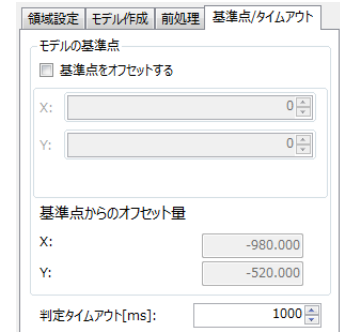 領域設定 モデル作成 前処理 基準点/タイムアウト
モデルの基準点
基準点をオフセットする
X: 0
Y: 0
基準点からのオフセット量
X: -980.000
Y: -520.000
判定タイムアウト[ms]: 1000